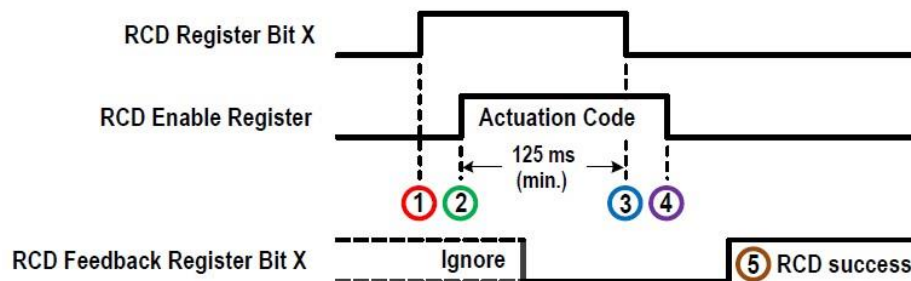 RCD Register Bit X
RCD Enable Register
Actuation Code
125 ms
(min.)
1 2 3 4
RCD Feedback Register Bit X
Ignore
5 RCD success